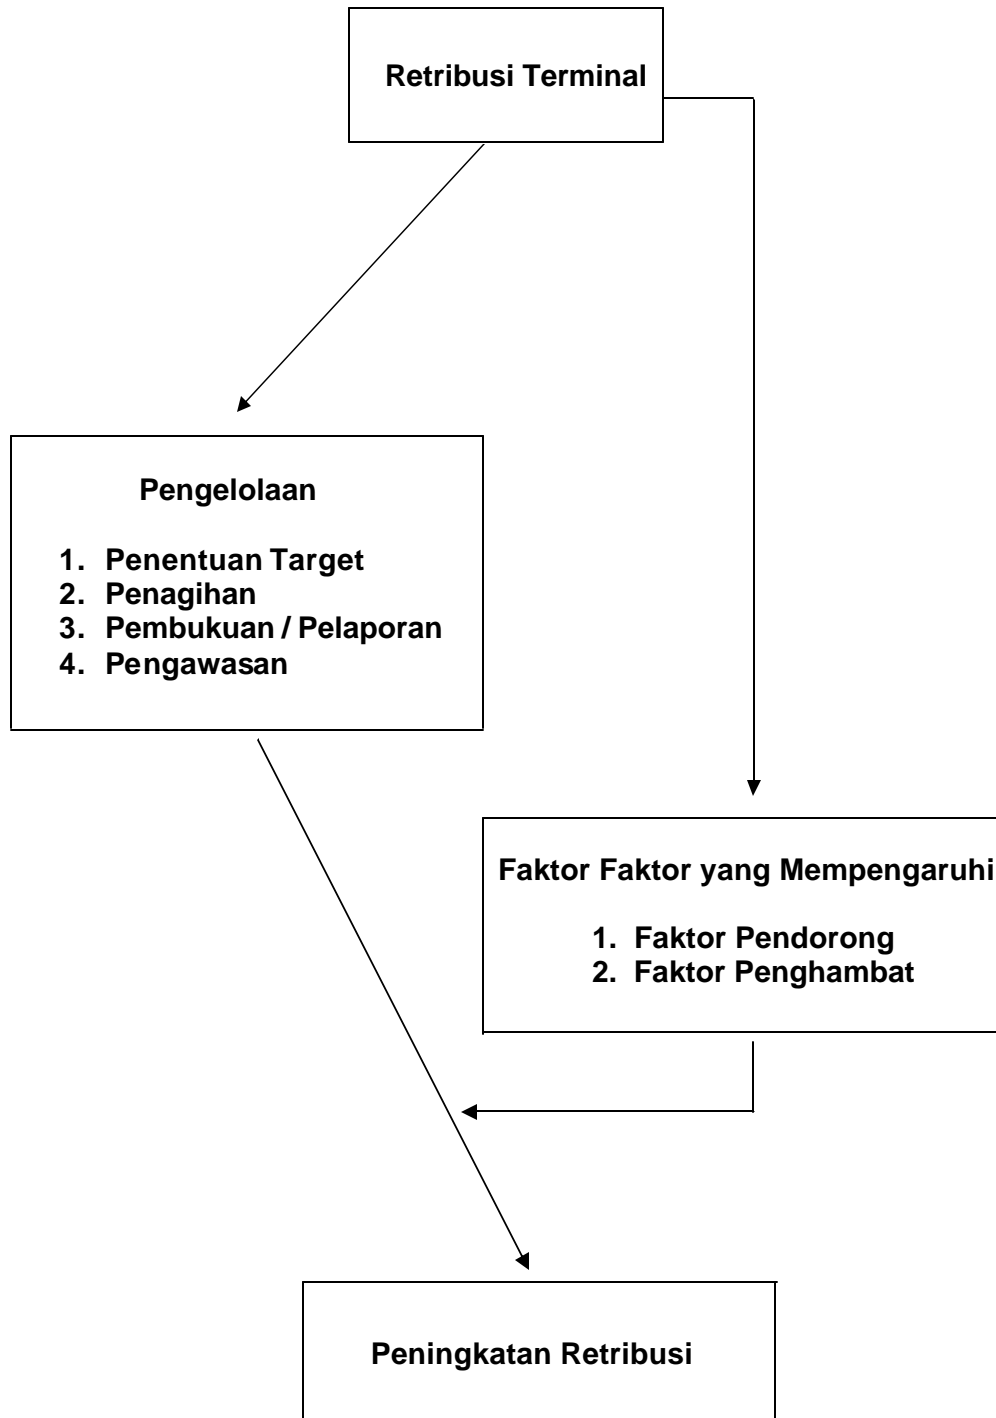 Retribusi Terminal
Pengelolaan
1. Penentuan Target
2. Penagihan
3. Pembukuan / Pelaporan
4. Pengawasan
Faktor Faktor yang Mempengaruhi
1. Faktor Pendorong
2. Faktor Penghambat
Peningkatan Retribusi